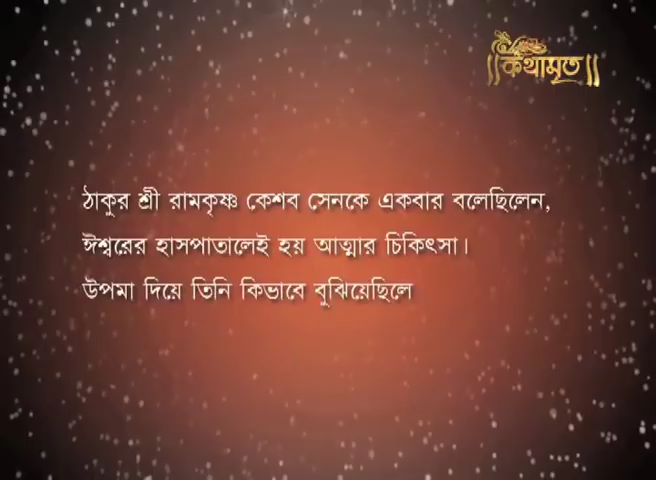 শ্রী শ্রী
||কথামৃত||
ঠাকুর শ্রী রামকৃষ্ণ কেশব সেনকে একবার বলেছিলেন,
ঈশ্বরের হাসপাতালেই হয় আত্মার চিকিৎসা।
উপমা দিয়ে তিনি কিভাবে বুঝিয়েছিলে